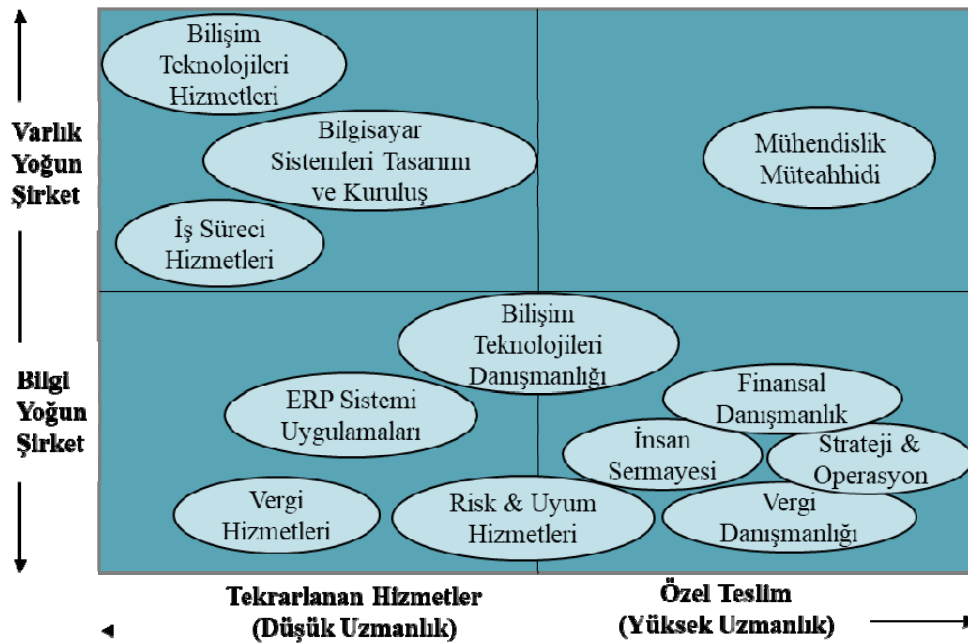 Varlık
Yoğun
Şirket
Bilgi
Yoğun
Şirket
Bilişim
Teknolojileri
Hizmetleri
Bilgisayar
Sistemleri Tasarımı
ve Kuruluş
İş Süreci
Hizmetleri
Mühendislik
Müteahhidi
Bilişim
Teknolojileri
Danışmanlığı
ERP Sistemi
Uygulamaları
Finansal
Danışmanlık
İnsan
Sermayesi
Strateji &
Operasyon
Vergi
Hizmetleri
Risk & Uyum
Hizmetleri
Vergi
Danışmanlığı
Tekrarlanan Hizmetler
(Düşük Uzmanlık)
Özel Teslim
(Yüksek Uzmanlık)